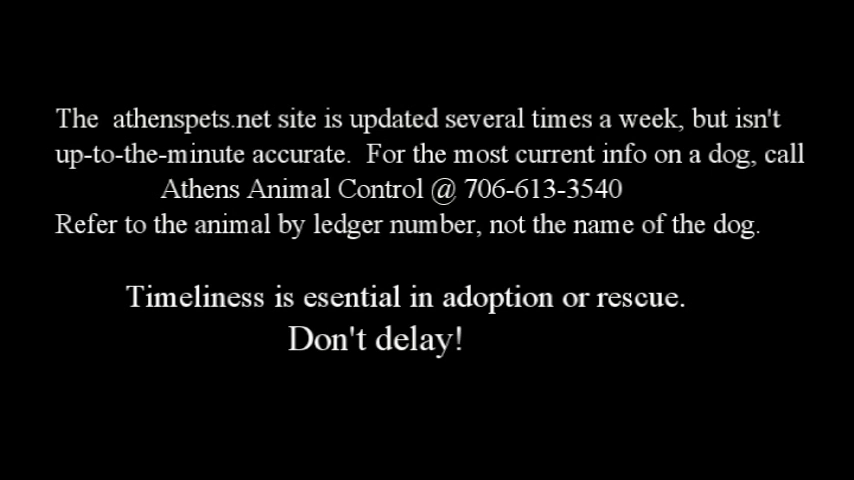 The  athenspets.net site is updated several times a week, but isn't
up-to-the-minute accurate.  For the most current info on a dog, call
Athens Animal Control @ 706-613-3540
Refer to the animal by ledger number, not the name of the dog.
Timeliness is esential in adoption or rescue.
Don't delay!